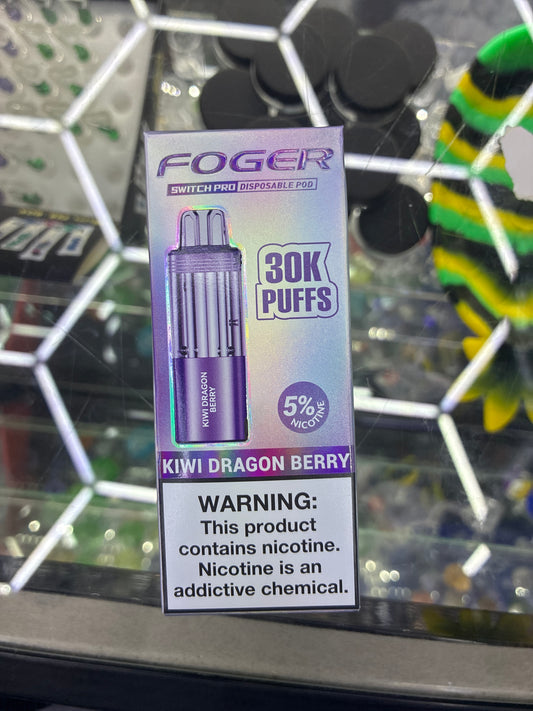 FOGER
SWITCH PRO DISPOSABLE POD
30K
PUFFS
KIWI DRAGON
BERRY
5%
NICOTINE
KIWI DRAGON BERRY
WARNING:
This product
contains nicotine.
Nicotine is an
addictive chemical.